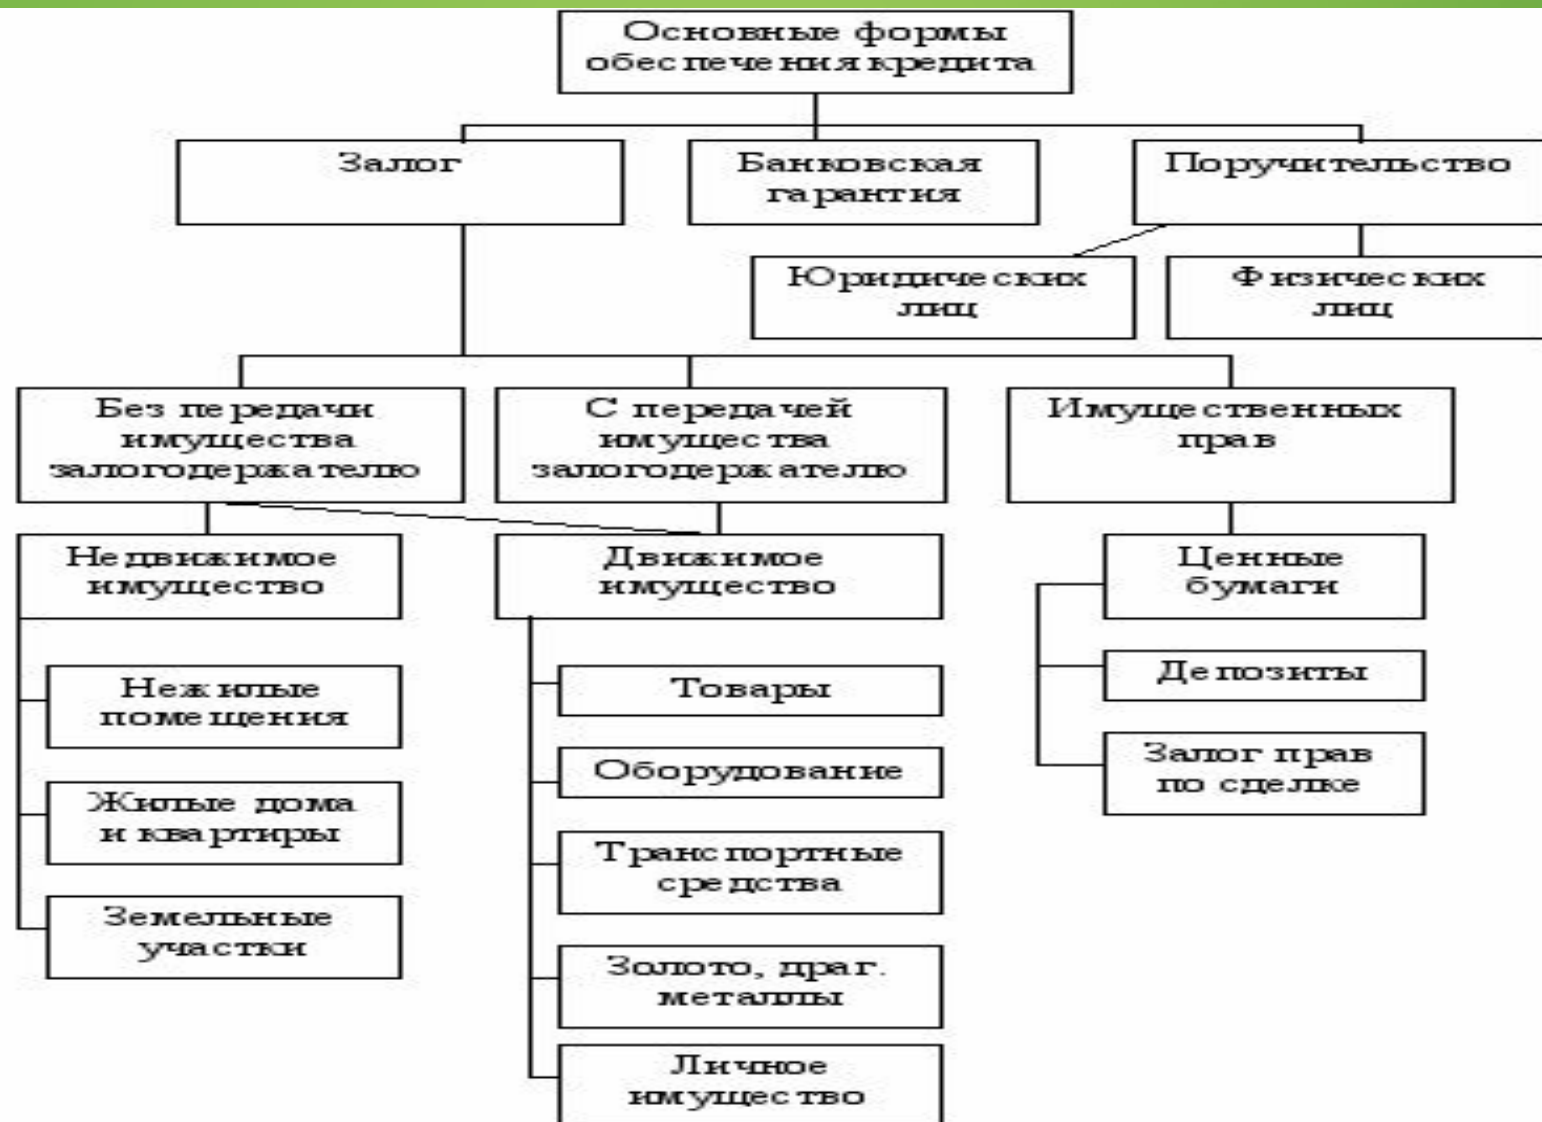 Основные формы
обеспечения кредита
Залог
Банковская
гарантия
Поручительство
Юридических
лиц
Физических
лиц
Без передачи
имущества
залогодержателю
С передачей
имущества
залогодержателю
Имущественных
прав
Недвижимое
имущество
Движимое
имущество
Ценные
бумаги
Нежилые
помещения
Товары
Депозиты
Оборудование
Залог прав
по сделке
Жилые дома
и квартиры
Транспортные
средства
Земельные
участки
Золото, драг.
металлы
Личное
имущество